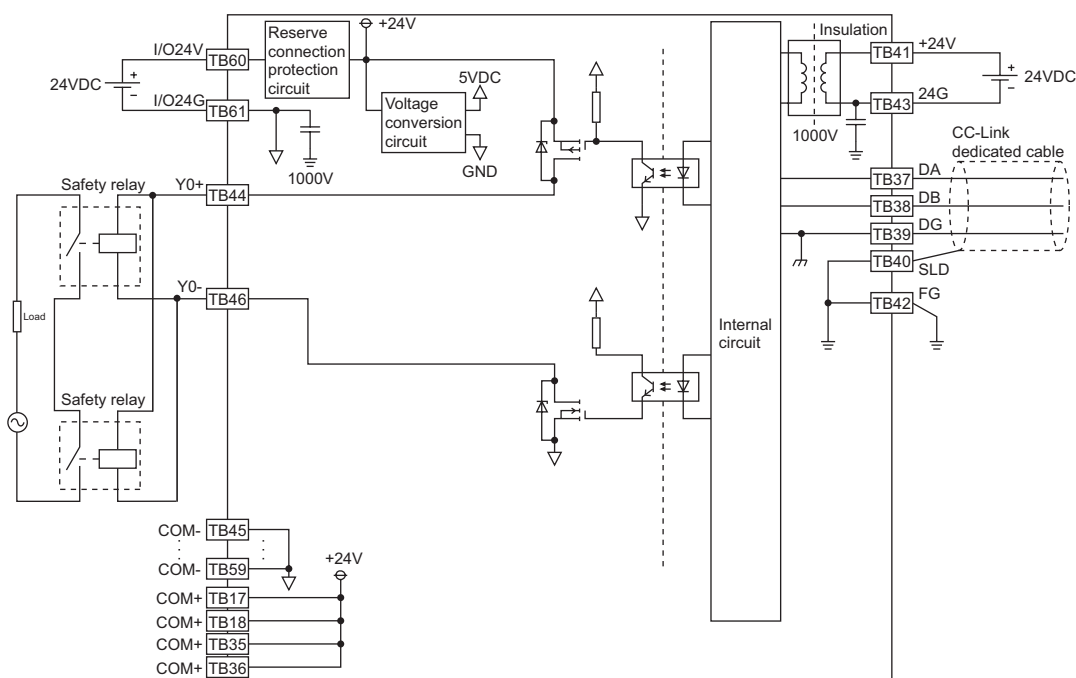 I/O24V
TB60
Reserve
connection
protection
circuit
+24V
Insulation
TB41
+24V
24VDC
5VDC
Voltage
conversion
circuit
GND
I/O24G
TB61
1000V
24VDC
24G
TB43
1000V
CC-Link
dedicated cable
Safety relay
Y0+
TB44
TB37
DA
TB38
DB
TB39
DG
TB40
SLD
TB42
FG
Y0-
TB46
Load
Internal
circuit
Safety relay
COM-
TB45
COM-
TB59
+24V
COM+
TB17
COM+
TB18
COM+
TB35
COM+
TB36